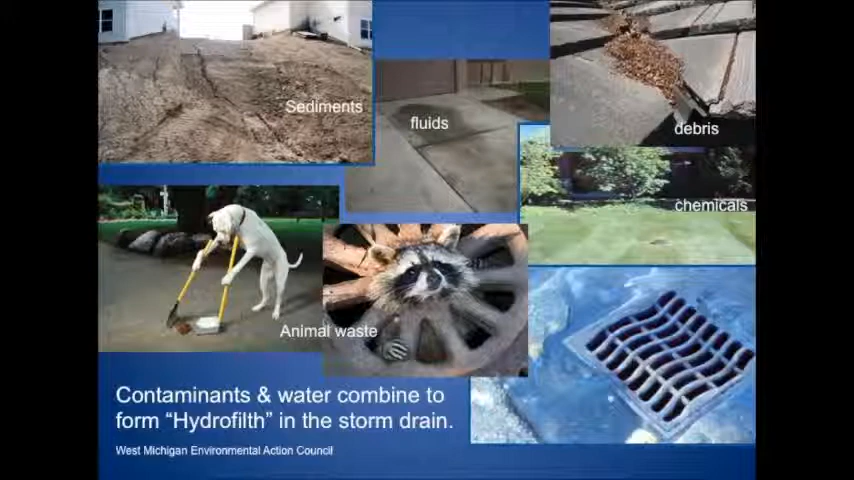 Sediments
fluids
debris
chemicals
Animal waste
Contaminants & water combine to
form “Hydrofilth” in the storm drain.
West Michigan Environmental Action Council